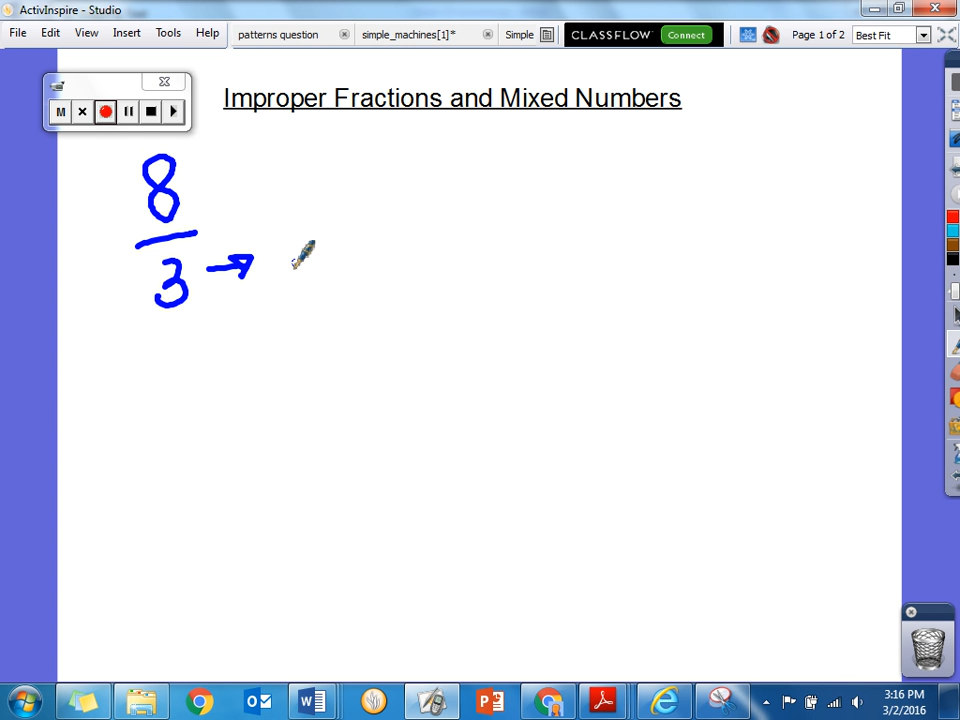 ActivInspire - Studio
File Edit View Insert Tools Help patterns question simple_machines[1]* Simple CLASSFLOW Connect Page 1 of 2 Best Fit
M
Improper Fractions and Mixed Numbers
8
3 →
3:16 PM
3/2/2016